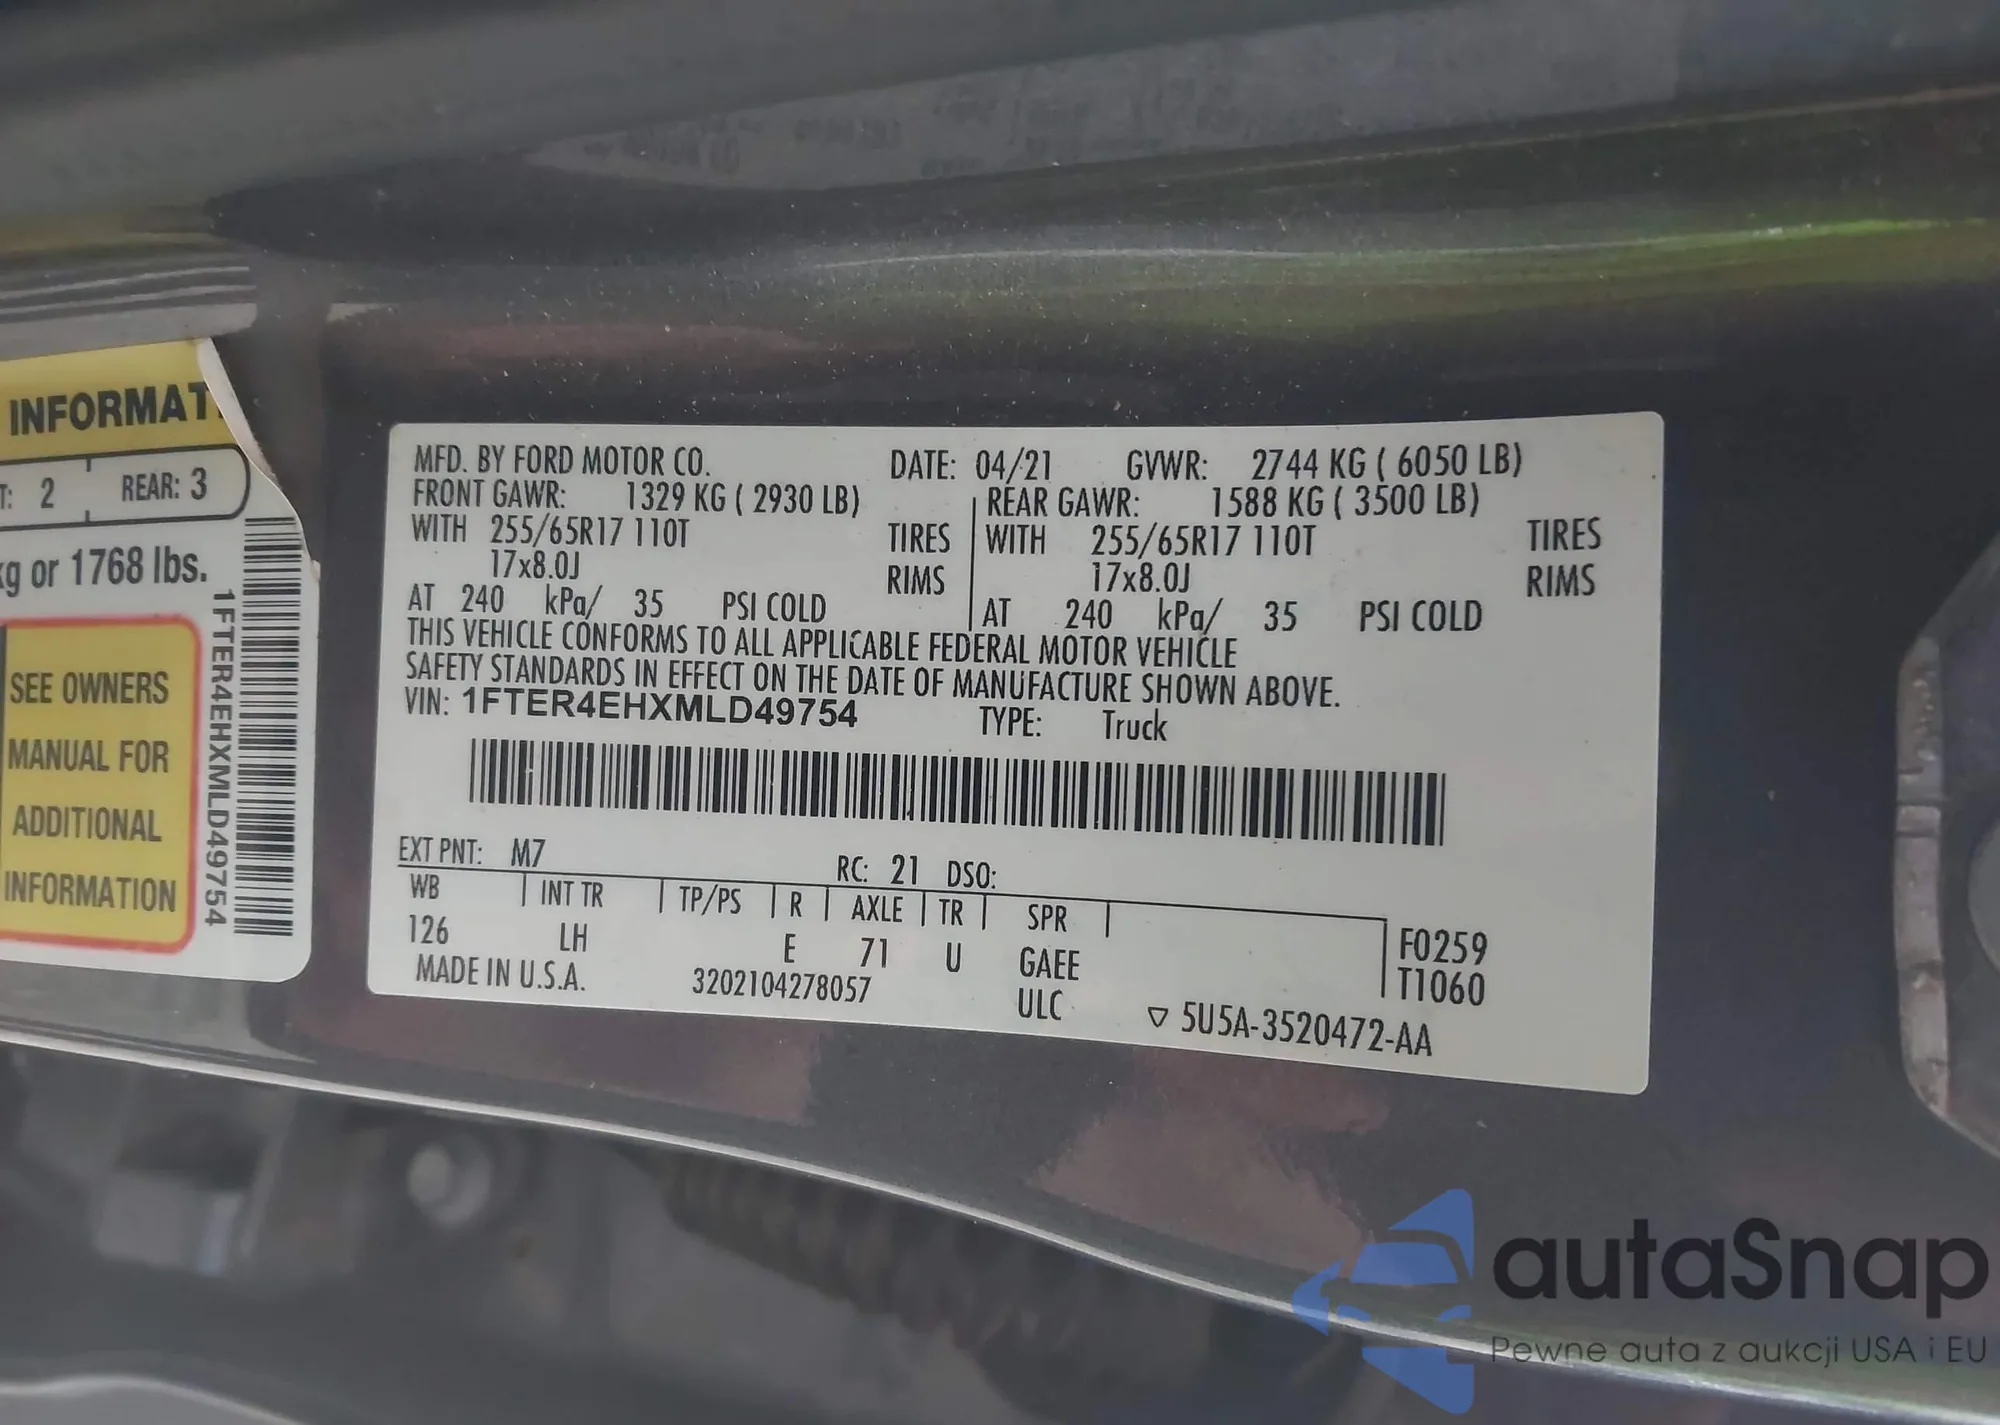 INFORMAT
T: 2 REAR: 3
kg or 1768 lbs.
SEE OWNERS
MANUAL FOR
ADDITIONAL
INFORMATION
1FTER4EHXMLD49754
MFD. BY FORD MOTOR CO. DATE: 04/21 GVWR: 2744 KG ( 6050 LB)
FRONT GAWR: 1329 KG ( 2930 LB) REAR GAWR: 1588 KG ( 3500 LB)
WITH 255/65R17 110T TIRES WITH 255/65R17 110T TIRES
17x8.0J RIMS 17x8.0J RIMS
AT 240 kPa/ 35 PSI COLD AT 240 kPa/ 35 PSI COLD
THIS VEHICLE CONFORMS TO ALL APPLICABLE FEDERAL MOTOR VEHICLE
SAFETY STANDARDS IN EFFECT ON THE DATE OF MANUFACTURE SHOWN ABOVE.
VIN: 1FTER4EHXMLD49754 TYPE: Truck
EXT PNT: M7 RC: 21 DSO:
WB INT TR TP/PS R AXLE TR SPR
126 LH E 71 U GAEE F0259
MADE IN U.S.A. 3202104278057 ULC T1060
▽ 5U5A-3520472-AA
autaSnap
Pewne auta z aukcji USA i EU